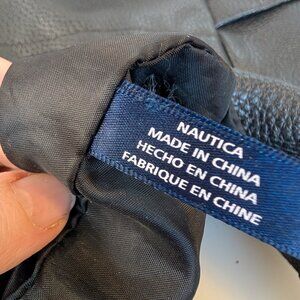 NAUTICA
MADE IN CHINA
HECHO EN CHINA
FABRIQUE EN CHINE